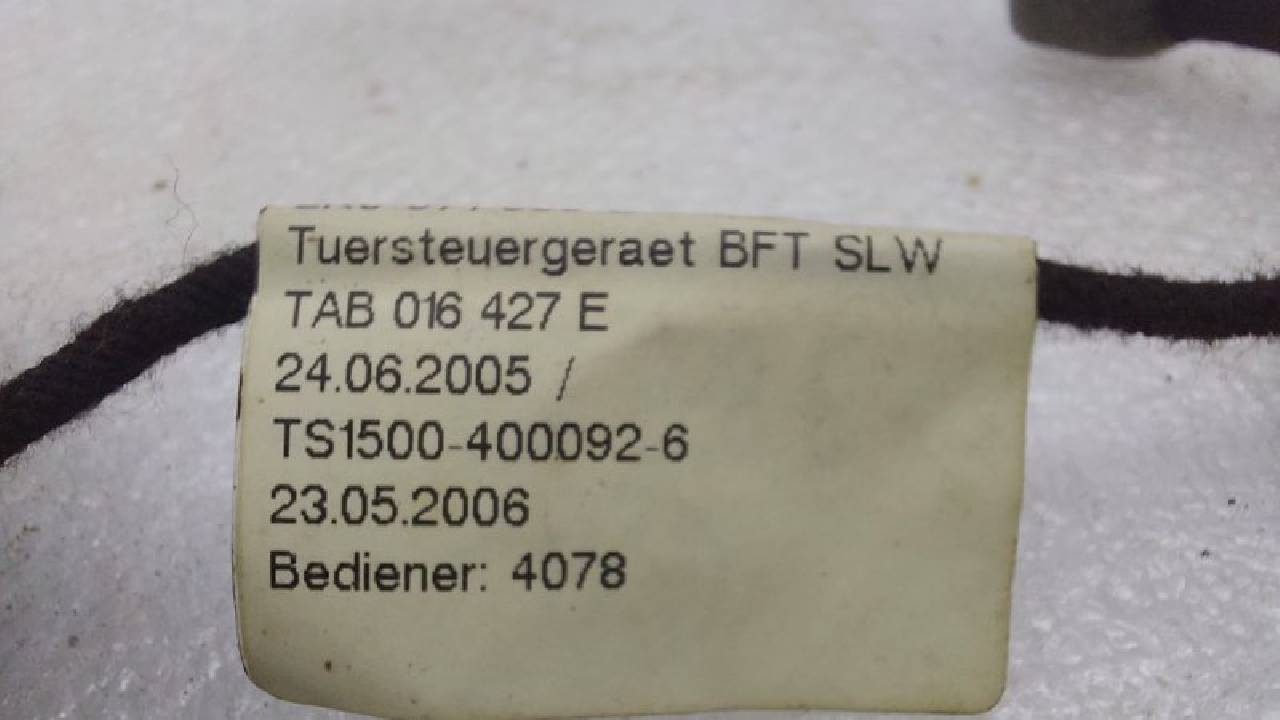 Tuersteuergeraet BFT SLW
TAB 016 427 E
24.06.2005 /
TS1500-400092-6
23.05.2006
Bediener: 4078